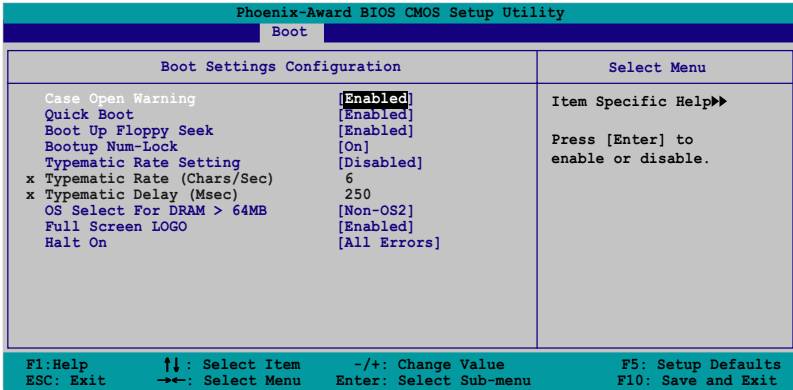 Phoenix-Award BIOS CMOS Setup Utility
Boot
Boot Settings Configuration
Select Menu
Case Open Warning [Enabled]
Quick Boot [Enabled]
Boot Up Floppy Seek [Enabled]
Bootup Num-Lock [On]
Typematic Rate Setting [Disabled]
x Typematic Rate (Chars/Sec) 6
x Typematic Delay (Msec) 250
OS Select For DRAM > 64MB [Non-OS2]
Full Screen LOGO [Enabled]
Halt On [All Errors]
Item Specific Help▶▶
Press [Enter] to
enable or disable.
F1:Help ↑↓: Select Item -/+: Change Value F5: Setup Defaults
ESC: Exit →←: Select Menu Enter: Select Sub-menu F10: Save and Exit